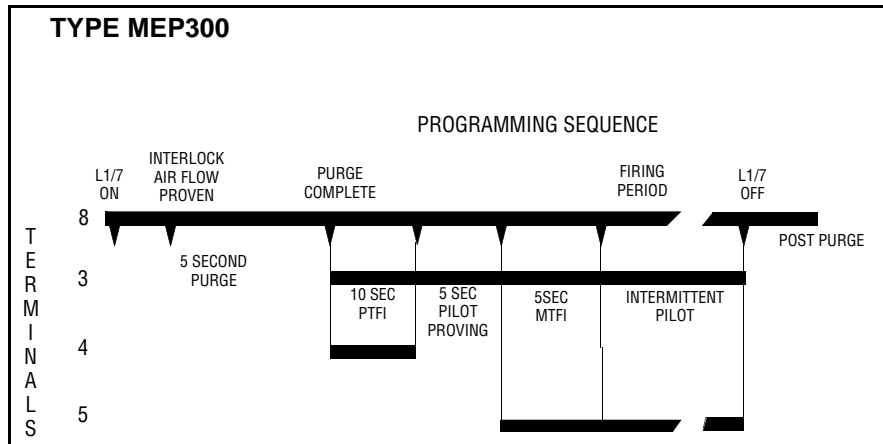 TYPE MEP300
PROGRAMMING SEQUENCE
L1/7
ON
INTERLOCK
AIR FLOW
PROVEN
PURGE
COMPLETE
FIRING
PERIOD
L1/7
OFF
8
POST PURGE
5 SECOND
PURGE
TERMINALS
3
10 SEC
PTFI
5 SEC
PILOT
PROVING
5SEC
MTFI
INTERMITTENT
PILOT
4
5